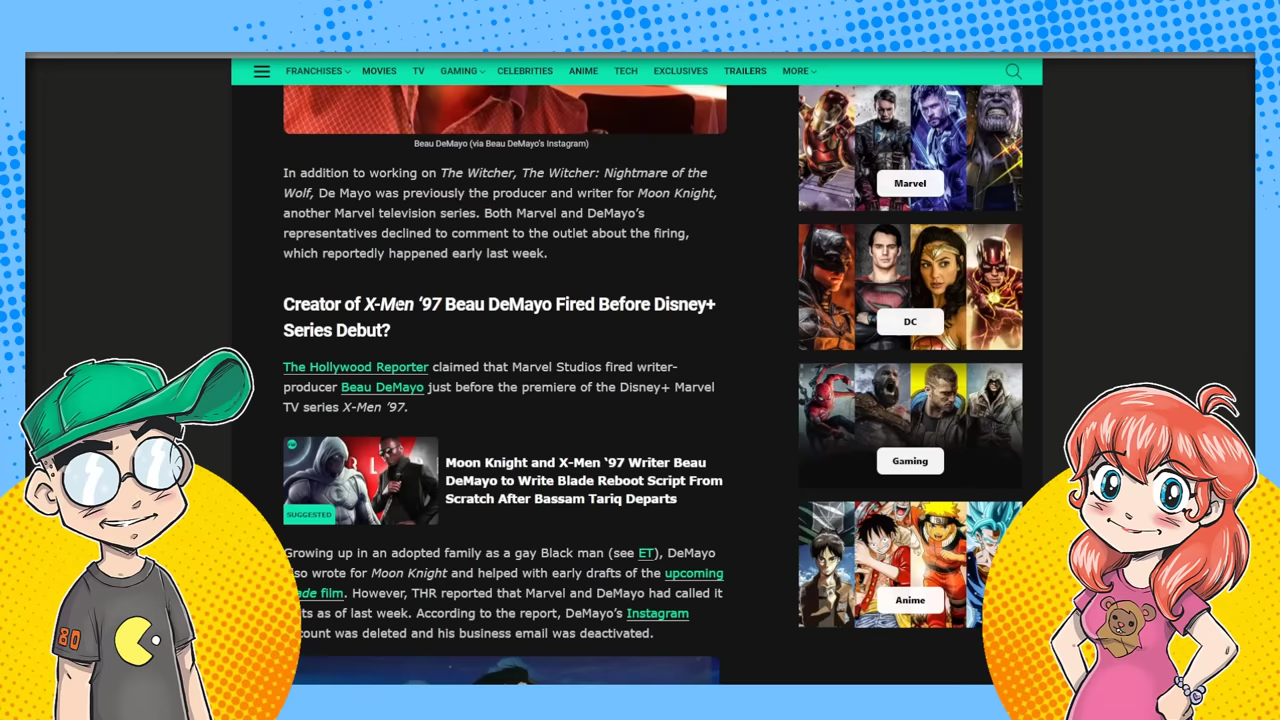 FRANCHISES MOVIES TV GAMING CELEBRITIES ANIME TECH EXCLUSIVES TRAILERS MORE
Beau DeMayo (via Beau DeMayo's Instagram)
In addition to working on The Witcher, The Witcher: Nightmare of the
Wolf, De Mayo was previously the producer and writer for Moon Knight,
another Marvel television series. Both Marvel and DeMayo's
representatives declined to comment to the outlet about the firing,
which reportedly happened early last week.
Creator of X-Men '97 Beau DeMayo Fired Before Disney+
Series Debut?
The Hollywood Reporter claimed that Marvel Studios fired writer-
producer Beau DeMayo just before the premiere of the Disney+ Marvel
TV series X-Men '97.
SUGGESTED
Moon Knight and X-Men `97 Writer Beau
DeMayo to Write Blade Reboot Script From
Scratch After Bassam Tariq Departs
Growing up in an adopted family as a gay Black man (see ET), DeMayo
so wrote for Moon Knight and helped with early drafts of the upcoming
ade film. However, THR reported that Marvel and DeMayo had called it
ts as of last week. According to the report, DeMayo's Instagram
count was deleted and his business email was deactivated.
Marvel
DC
Gaming
Anime
80